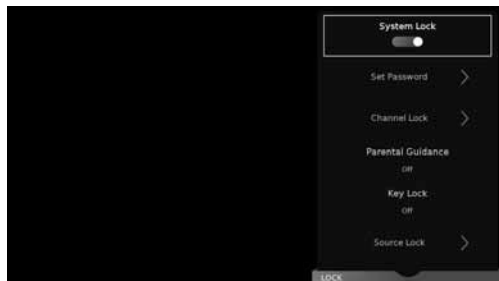 System Lock
Set Password
Channel Lock
Parental Guidance
Off
Key Lock
Off
Source Lock
LOCK